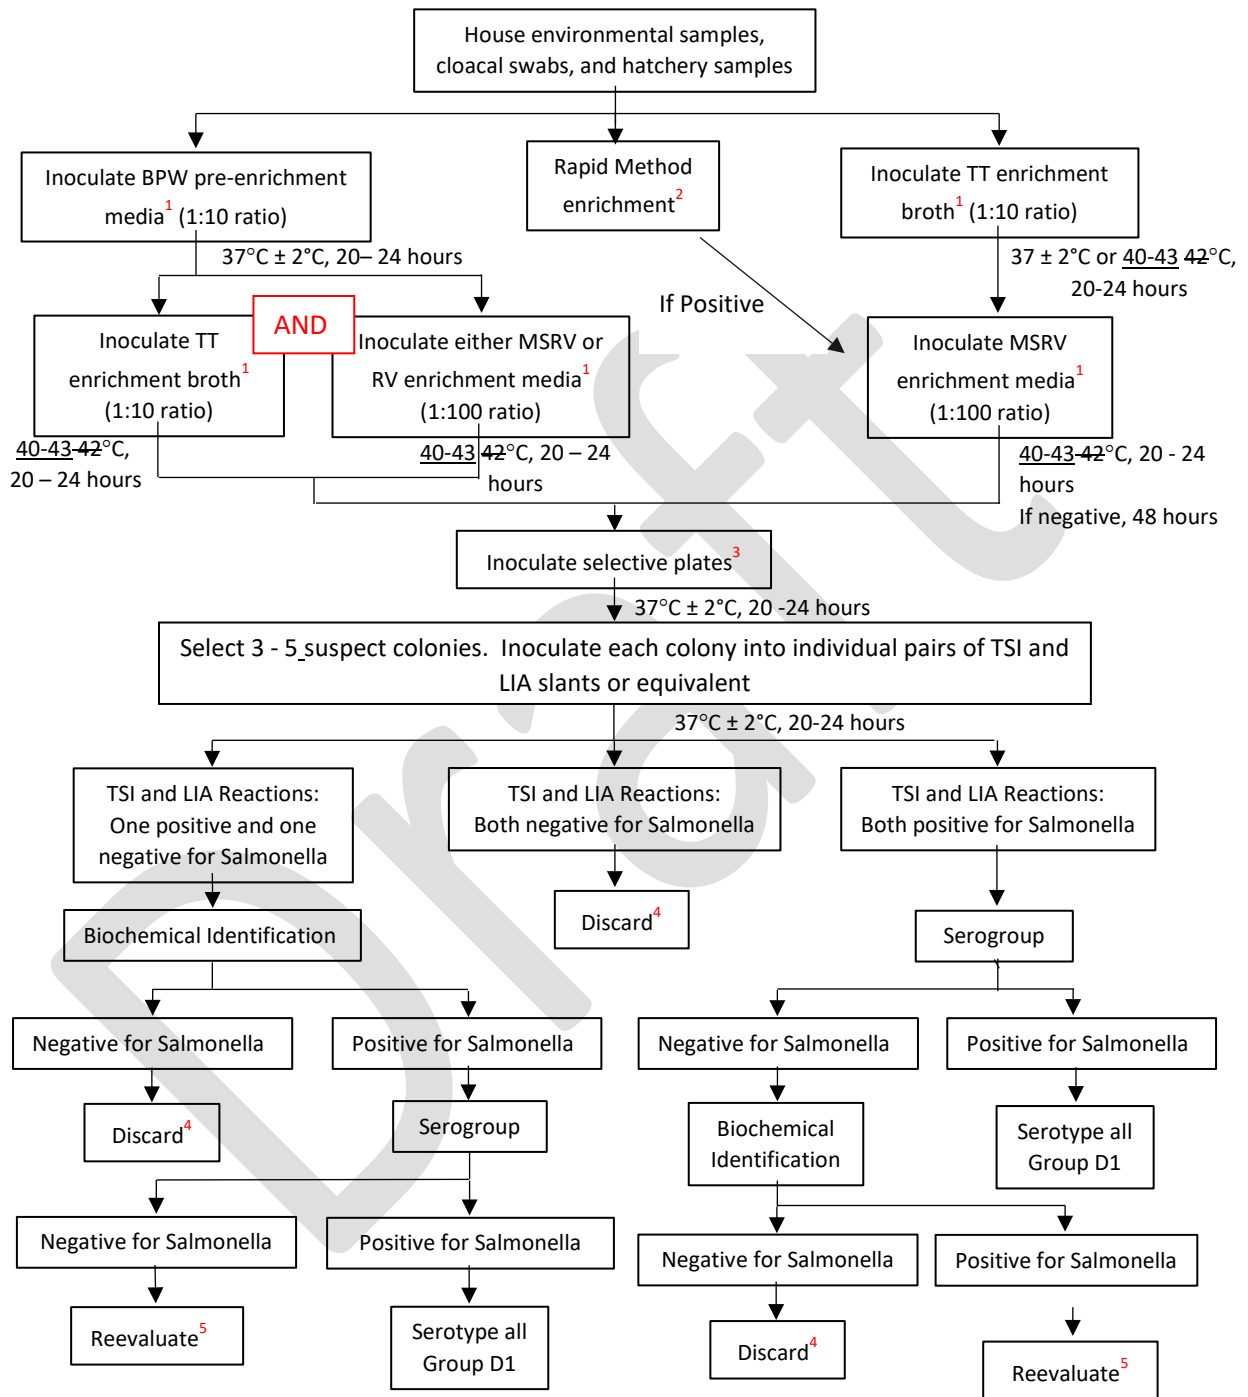 House environmental samples,
cloacal swabs, and hatchery samples
Inoculate BPW pre-enrichment
media1 (1:10 ratio)
Rapid Method
enrichment2
Inoculate TT enrichment
broth1 (1:10 ratio)
37°C ± 2°C, 20– 24 hours
37 ± 2°C or 40-43 42°C,
20-24 hours
If Positive
Inoculate TT
enrichment broth1
(1:10 ratio)
AND
Inoculate either MSRV or
RV enrichment media1
(1:100 ratio)
Inoculate MSRV
enrichment media1
(1:100 ratio)
40-43 42°C,
20 – 24 hours
40-43 42°C, 20 – 24
hours
40-43 42°C, 20 - 24
hours
If negative, 48 hours
Inoculate selective plates3
37°C ± 2°C, 20 -24 hours
Select 3 - 5 suspect colonies.  Inoculate each colony into individual pairs of TSI and
LIA slants or equivalent
37°C ± 2°C, 20-24 hours
TSI and LIA Reactions:
One positive and one
negative for Salmonella
TSI and LIA Reactions:
Both negative for Salmonella
TSI and LIA Reactions:
Both positive for Salmonella
Biochemical Identification
Discard4
Serogroup
Negative for Salmonella
Positive for Salmonella
Negative for Salmonella
Positive for Salmonella
Discard4
Serogroup
Biochemical
Identification
Serotype all
Group D1
Negative for Salmonella
Positive for Salmonella
Negative for Salmonella
Positive for Salmonella
Reevaluate5
Serotype all
Group D1
Discard4
Reevaluate5
Draft